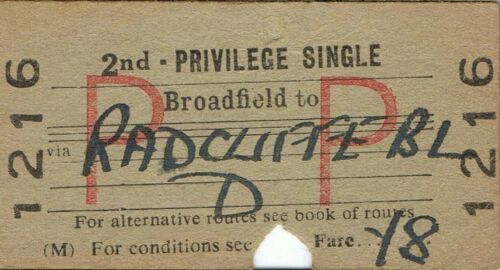 2nd - PRIVILEGE SINGLE
P P
Broadfield to
via RADCLIFFE BL
D
For alternative routes see book of routes
(M) For conditions see Fare... /8
1216
1216